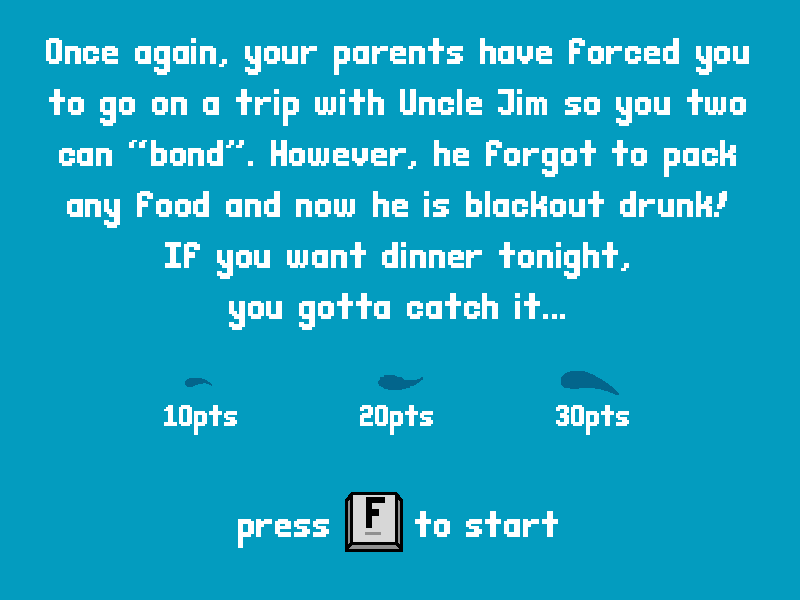 Once again, your parents have forced you
to go on a trip with Uncle Jim so you two
can “bond”. However, he forgot to pack
any food and now he is blackout drunk!
If you want dinner tonight,
you gotta catch it...
10pts 20pts 30pts
press F to start